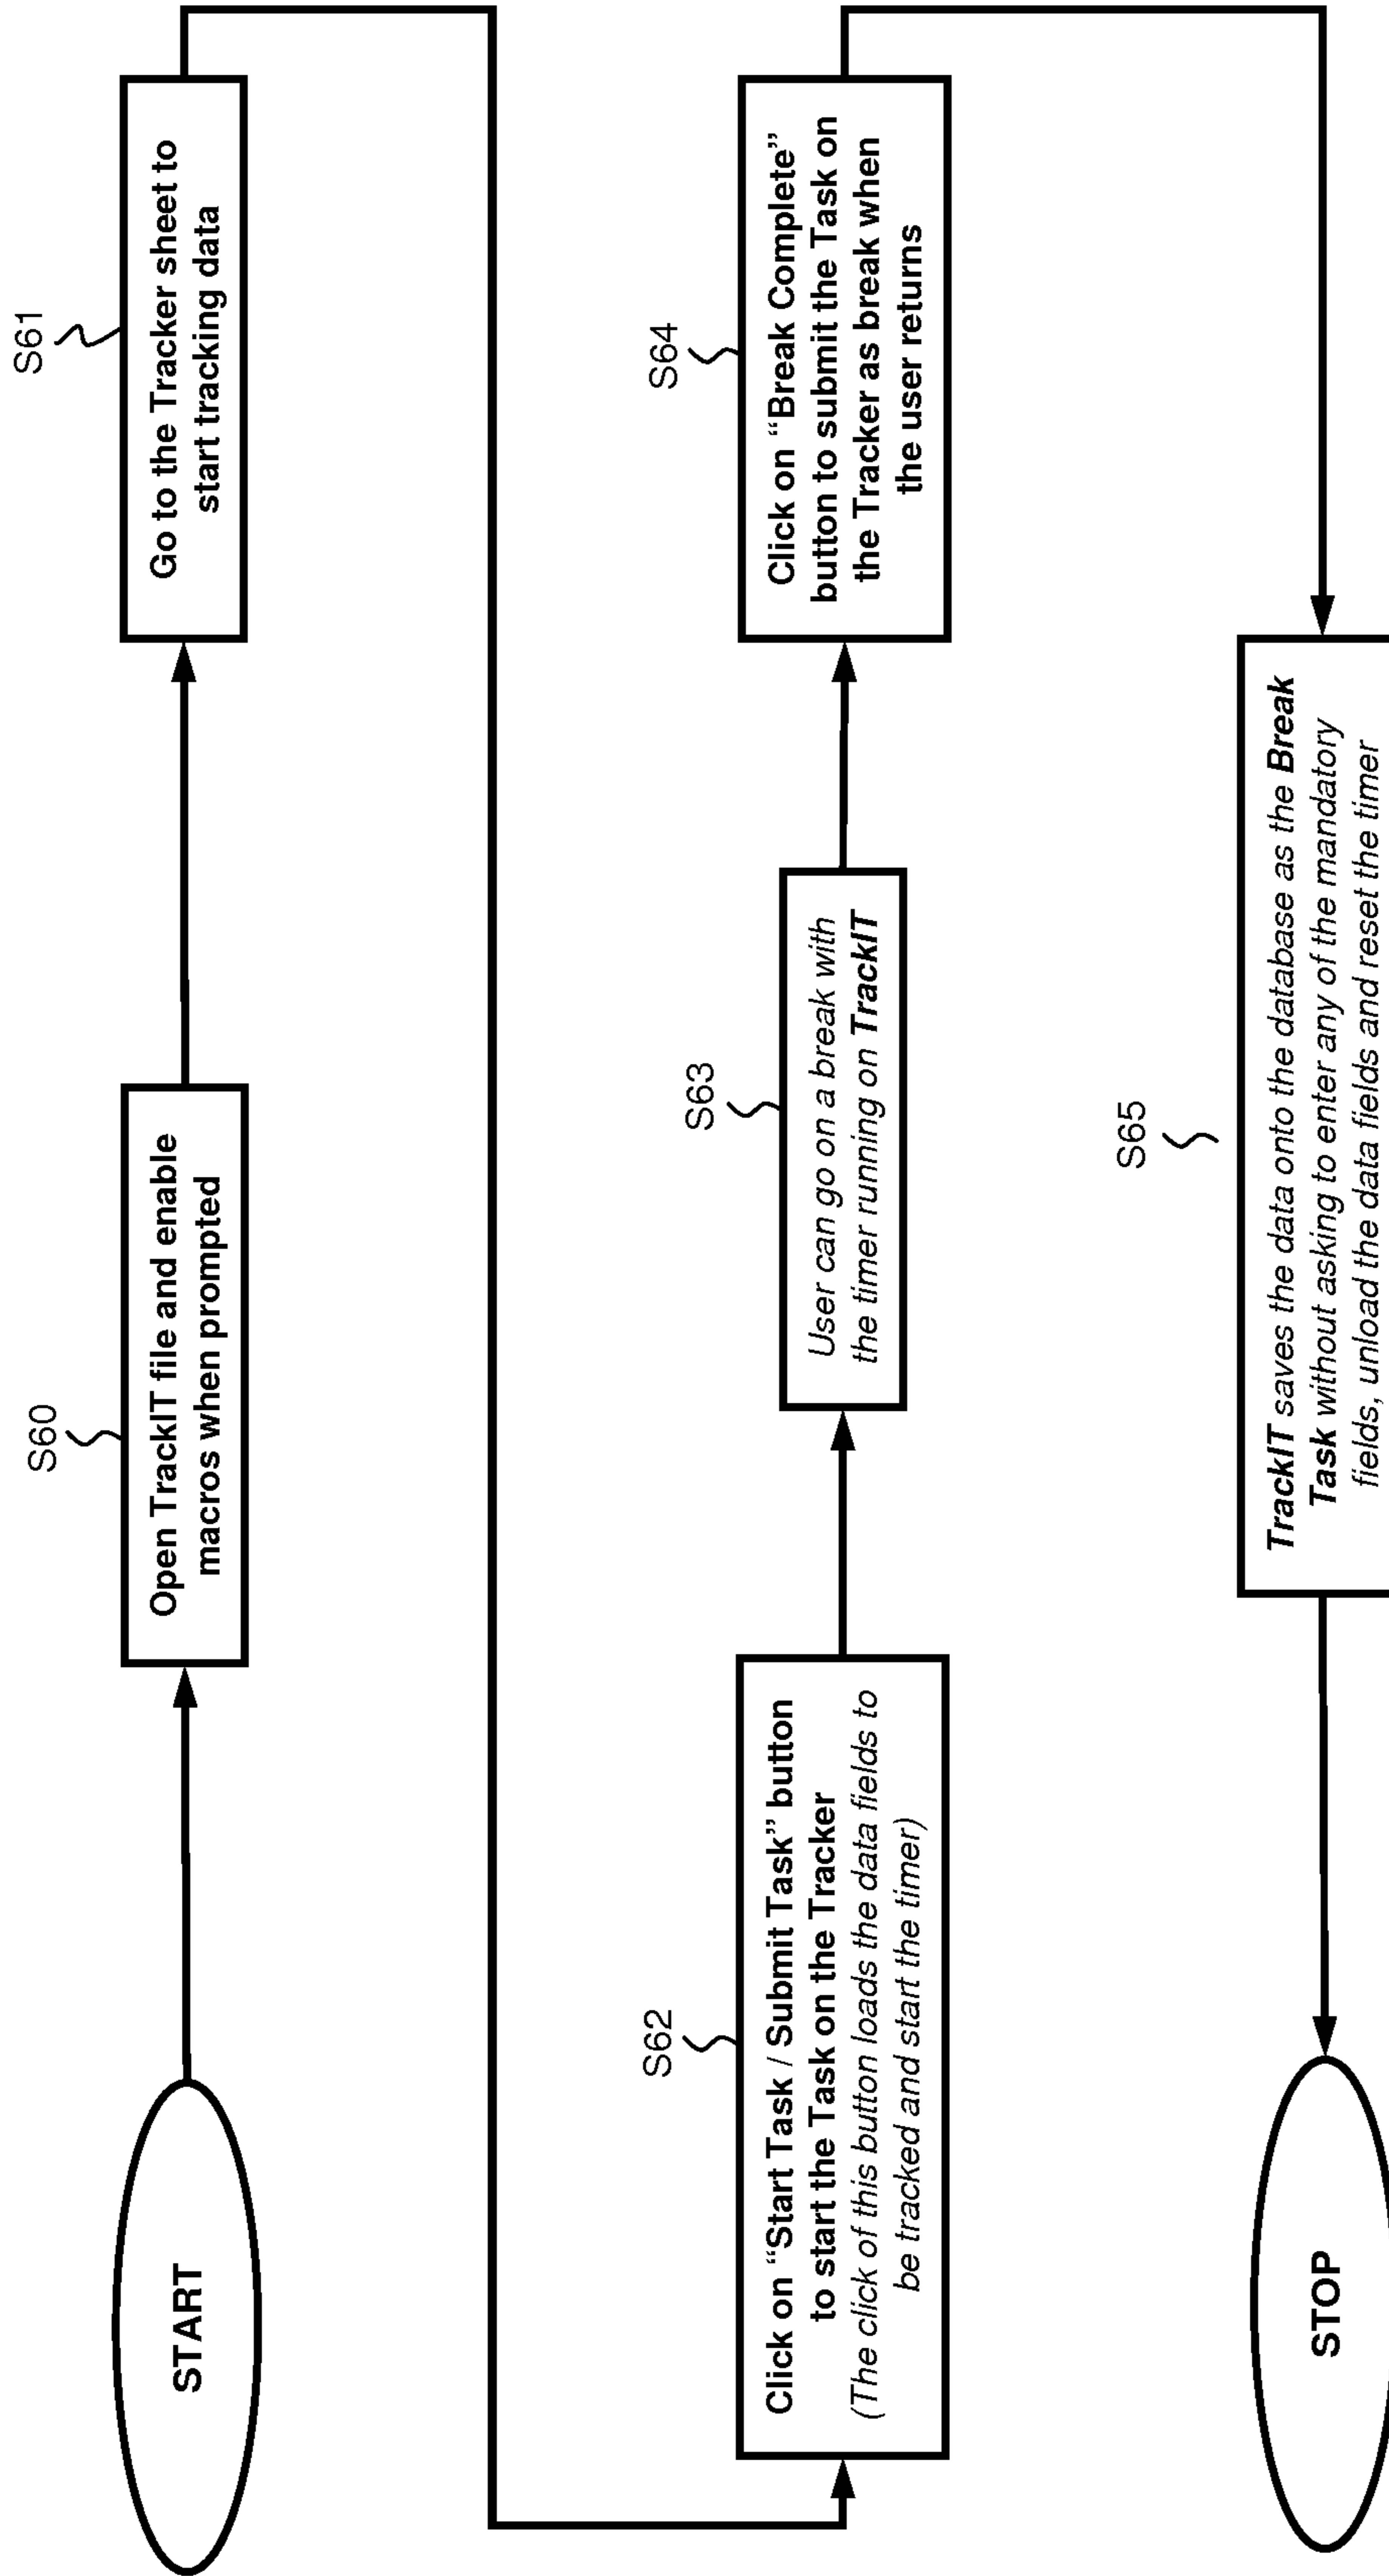 START
S60
Open TrackIT file and enable
macros when prompted
S61
Go to the Tracker sheet to
start tracking data
S62
Click on “Start Task / Submit Task” button
to start the Task on the Tracker
(The click of this button loads the data fields to
be tracked and start the timer)
S63
User can go on a break with
the timer running on TrackIT
S64
Click on “Break Complete”
button to submit the Task on
the Tracker as break when
the user returns
S65
TrackIT saves the data onto the database as the Break
Task without asking to enter any of the mandatory
fields, unload the data fields and reset the timer
STOP